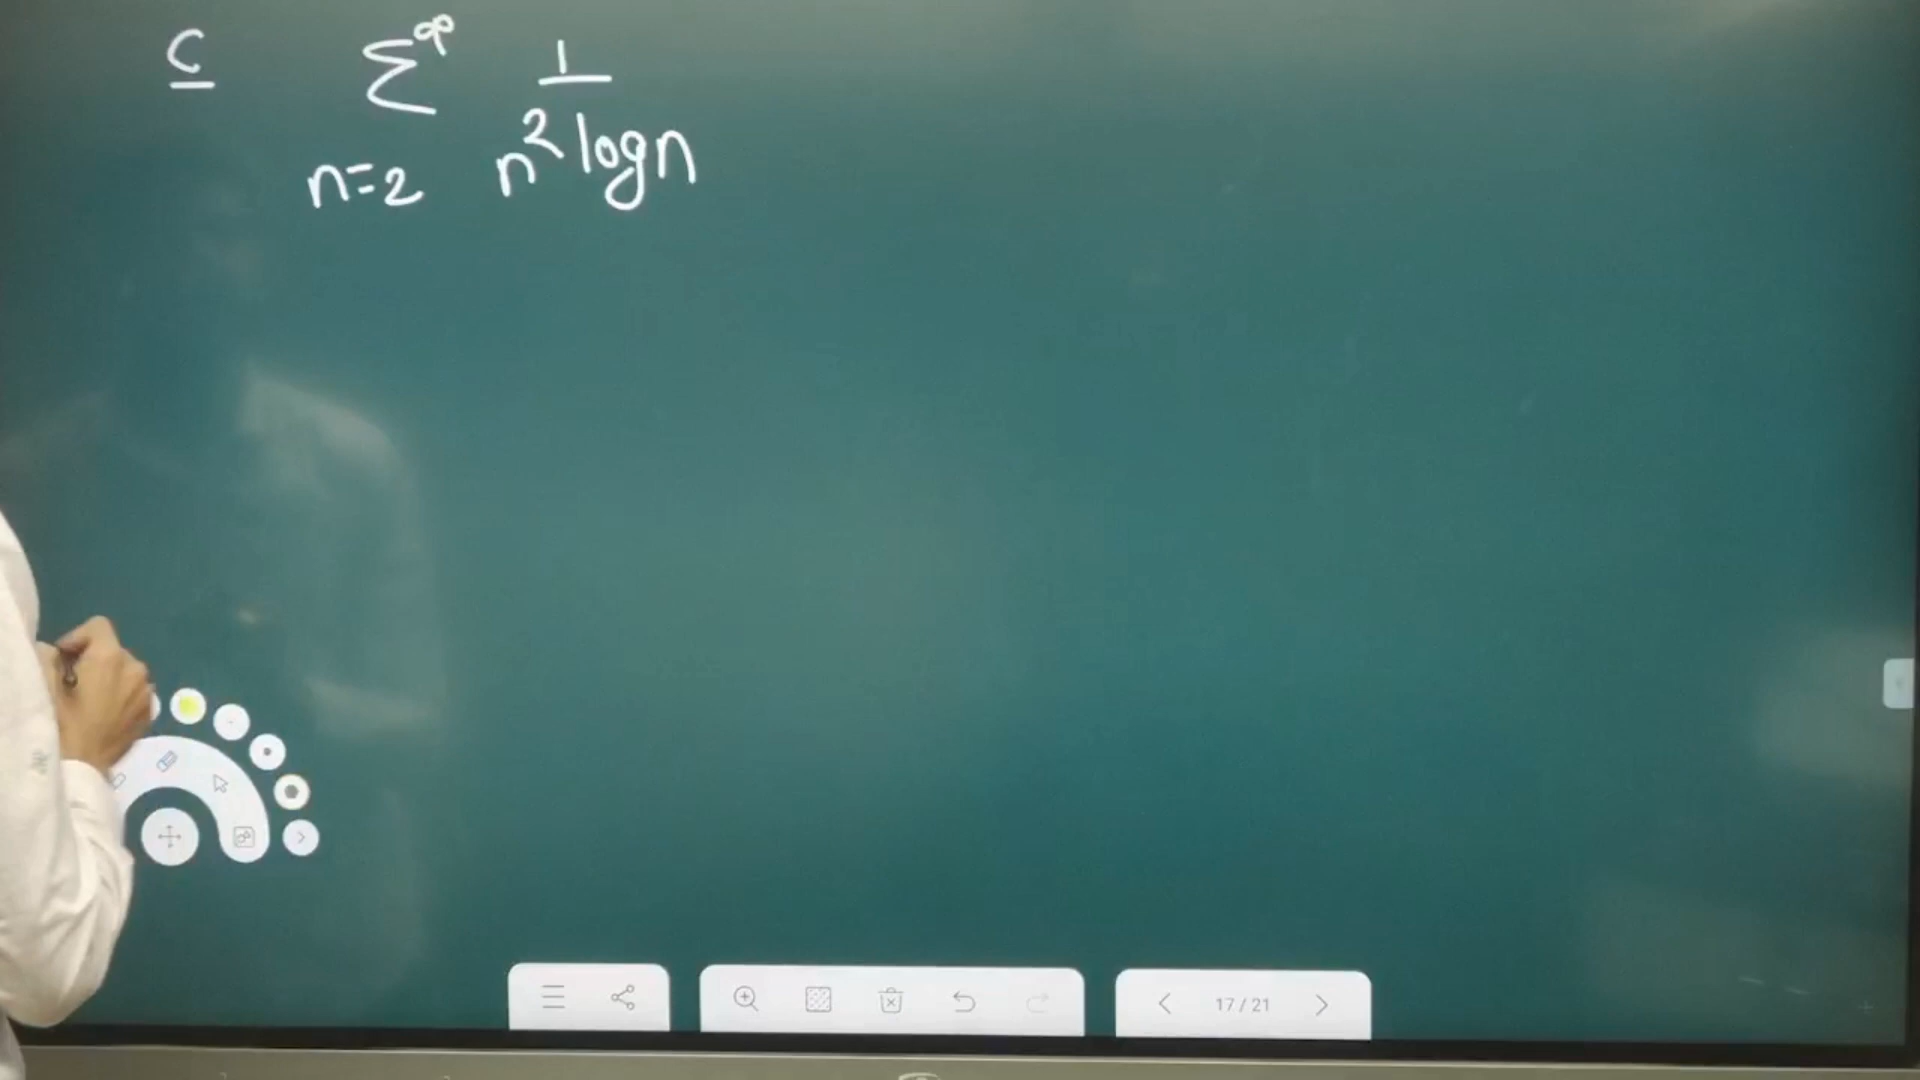 C ∑ ∞ n=2 1/(n² log n)
17/21